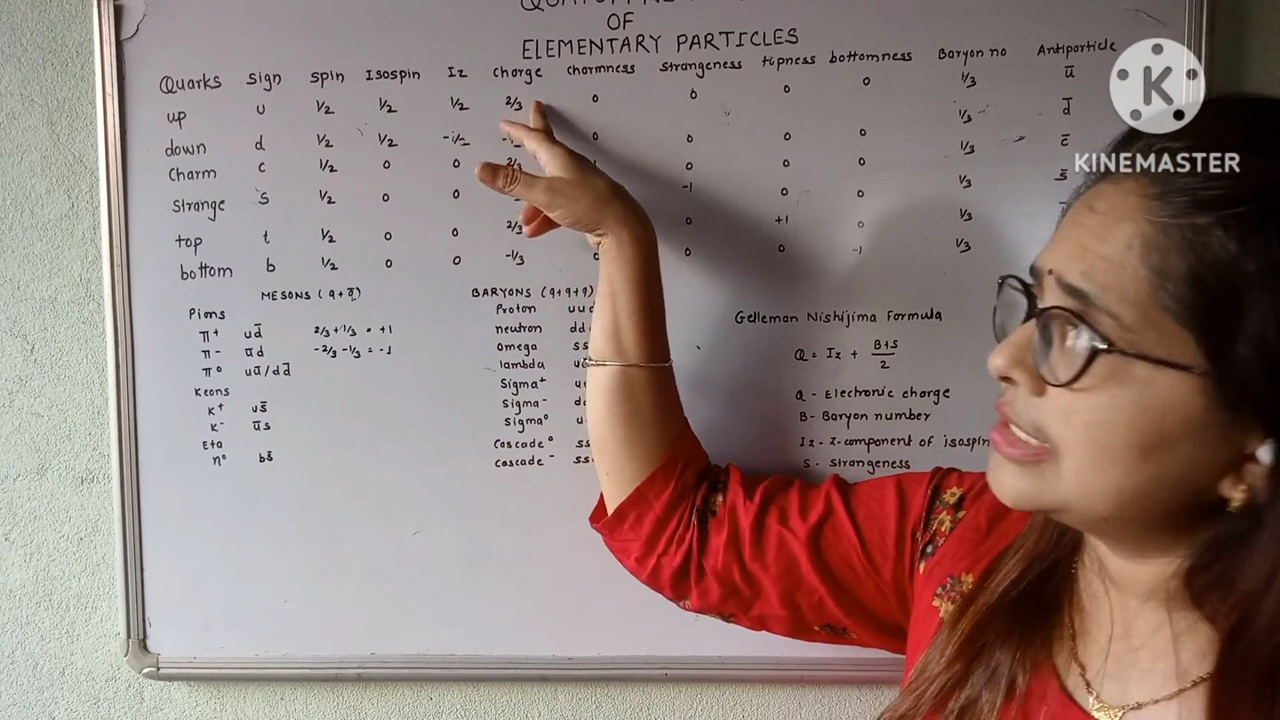 OF
ELEMENTARY PARTICLES
Quarks Sign Spin Isospin Iz Charge Charmness Strangeness topness bottomness Baryon no Antiparticle
up u 1/2 1/2 1/2 2/3 0 0 0 0 1/3 ū
down d 1/2 1/2 -1/2 0 0 0 0 1/3 d̄
Charm c 1/2 0 0 2/3 0 0 0 1/3 c̄
Strange s 1/2 0 0 -1 0 0 1/3 s̄
top t 1/2 0 0 2/3 0 +1 0 1/3
bottom b 1/2 0 0 -1/3 0 0 -1 1/3
MESONS (q+q̄)
Pions
π+ ud̄ 2/3+1/3 = +1
π- ūd -2/3-1/3 = -1
π0 uū/dd̄
Keons
K+ us̄
K- ūs
Eta
η0 bs̄
BARYONS (q+q+q)
Proton
neutron
Omega
lambda
Sigma+
Sigma-
Sigma0
Cascade0
Cascade-
Gelleman Nishijima Formula
Q = Iz + B+S/2
Q - Electronic charge
B - Baryon number
Iz - Z-component of isospin
S - Strangeness
K
KINEMASTER